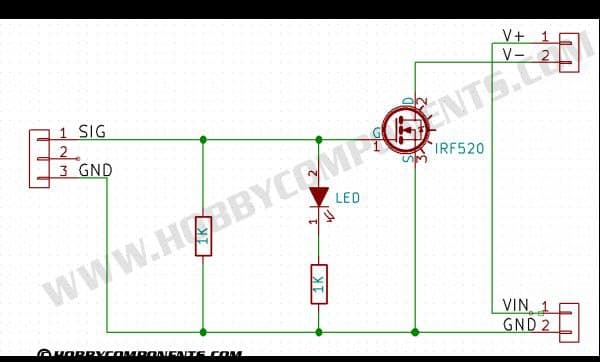 V+ 1
V- 2
WWW.HOBBYCOMPONENTS.COM
1 SIG
2
3 GND
D 2
G
1
S 3
IRF520
2
LED
1
1K
1K
VIN 1
GND 2
© HOBBYCOMPONENTS.COM